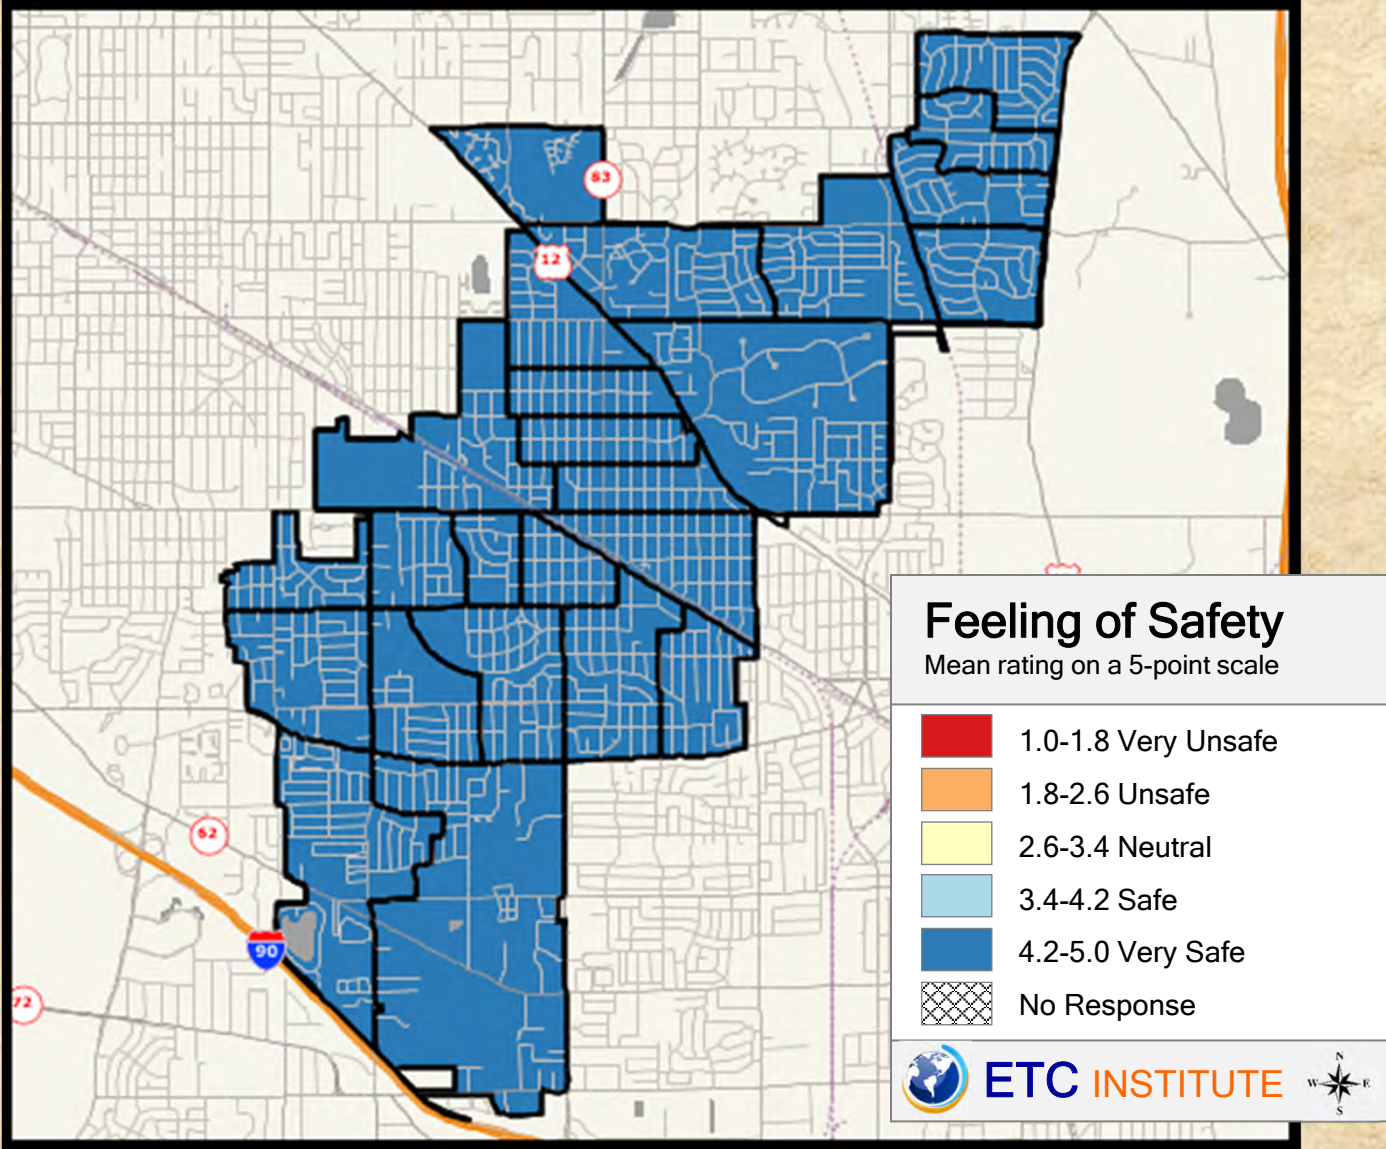 83
12
62
90
72
Feeling of Safety
Mean rating on a 5-point scale
1.0-1.8 Very Unsafe
1.8-2.6 Unsafe
2.6-3.4 Neutral
3.4-4.2 Safe
4.2-5.0 Very Safe
No Response
ETC INSTITUTE
N
W E
S